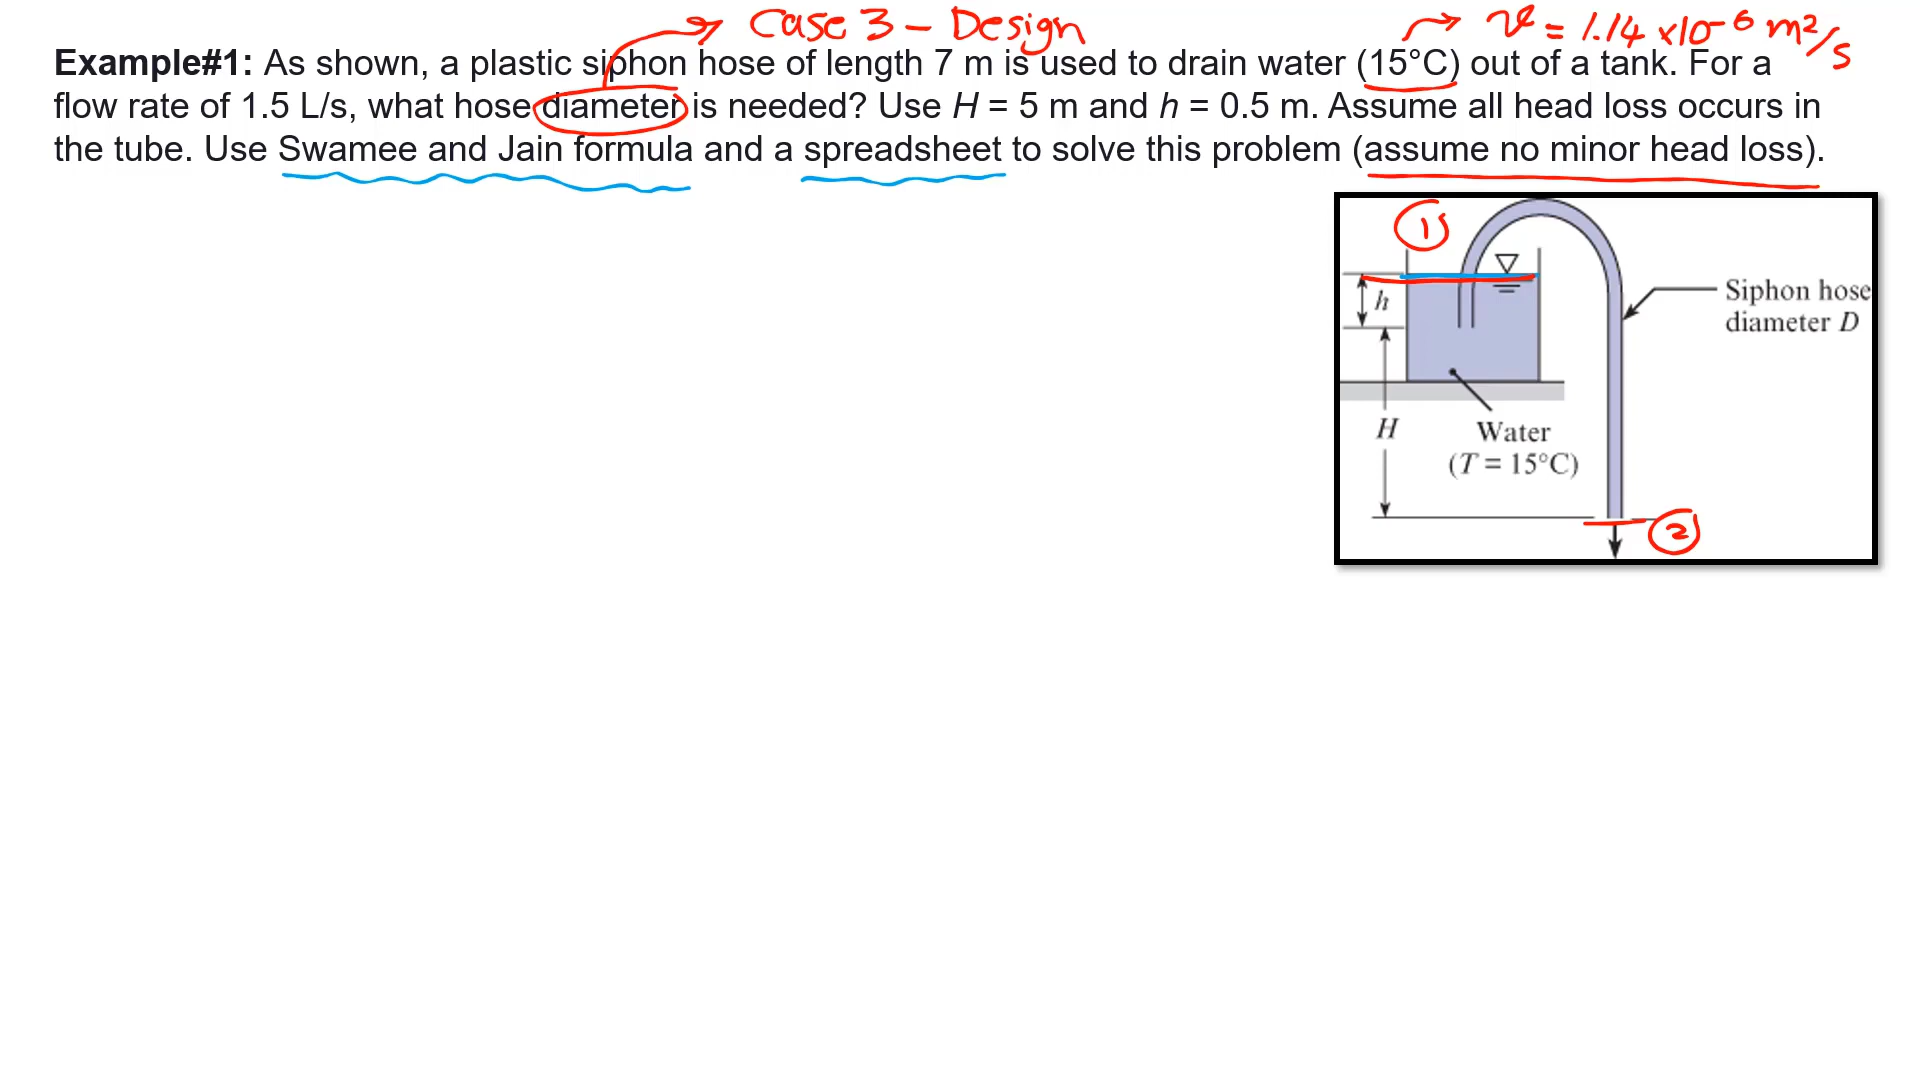 Case 3 - Design
ν = 1.14 x10-6 m2/s
Example#1: As shown, a plastic siphon hose of length 7 m is used to drain water (15°C) out of a tank. For a
flow rate of 1.5 L/s, what hose diameter is needed? Use H = 5 m and h = 0.5 m. Assume all head loss occurs in
the tube. Use Swamee and Jain formula and a spreadsheet to solve this problem (assume no minor head loss).
1
h
Siphon hose
diameter D
H
Water
(T = 15°C)
2